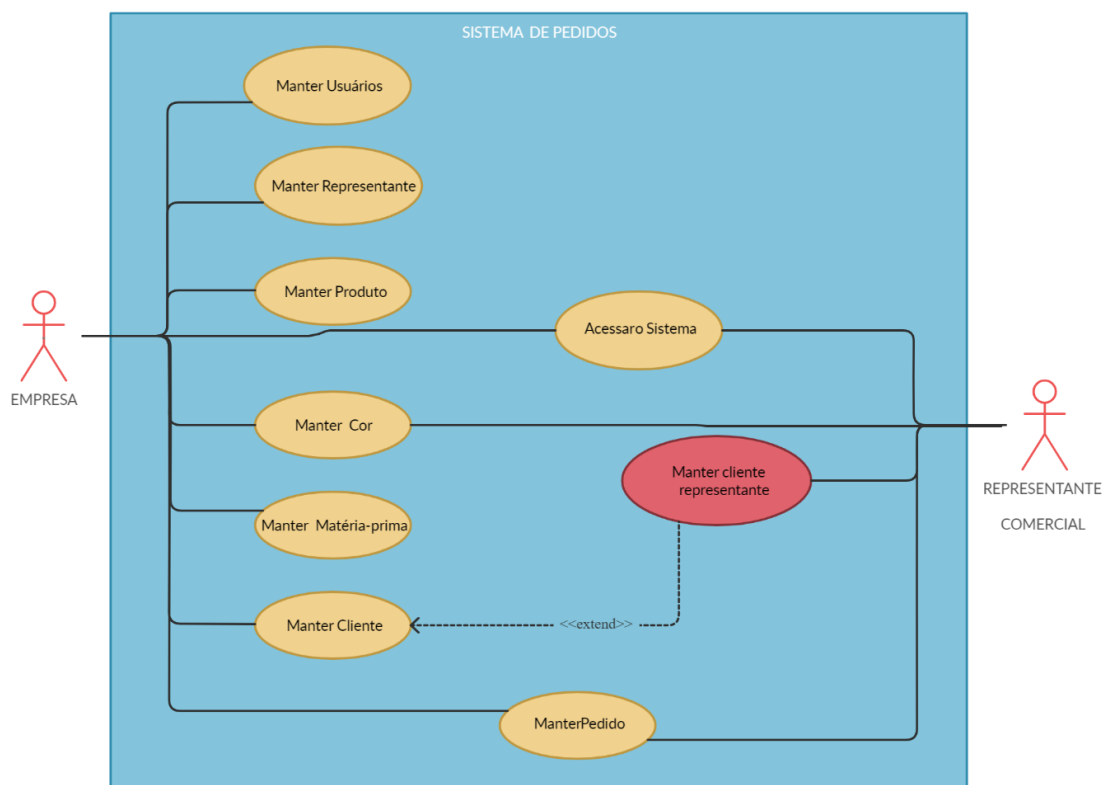 SISTEMA DE PEDIDOS
Manter Usuários
Manter Representante
Manter Produto
Acessaro Sistema
EMPRESA
Manter Cor
Manter cliente
representante
REPRESENTANTE
COMERCIAL
Manter Matéria-prima
Manter Cliente
<<extend>>
ManterPedido